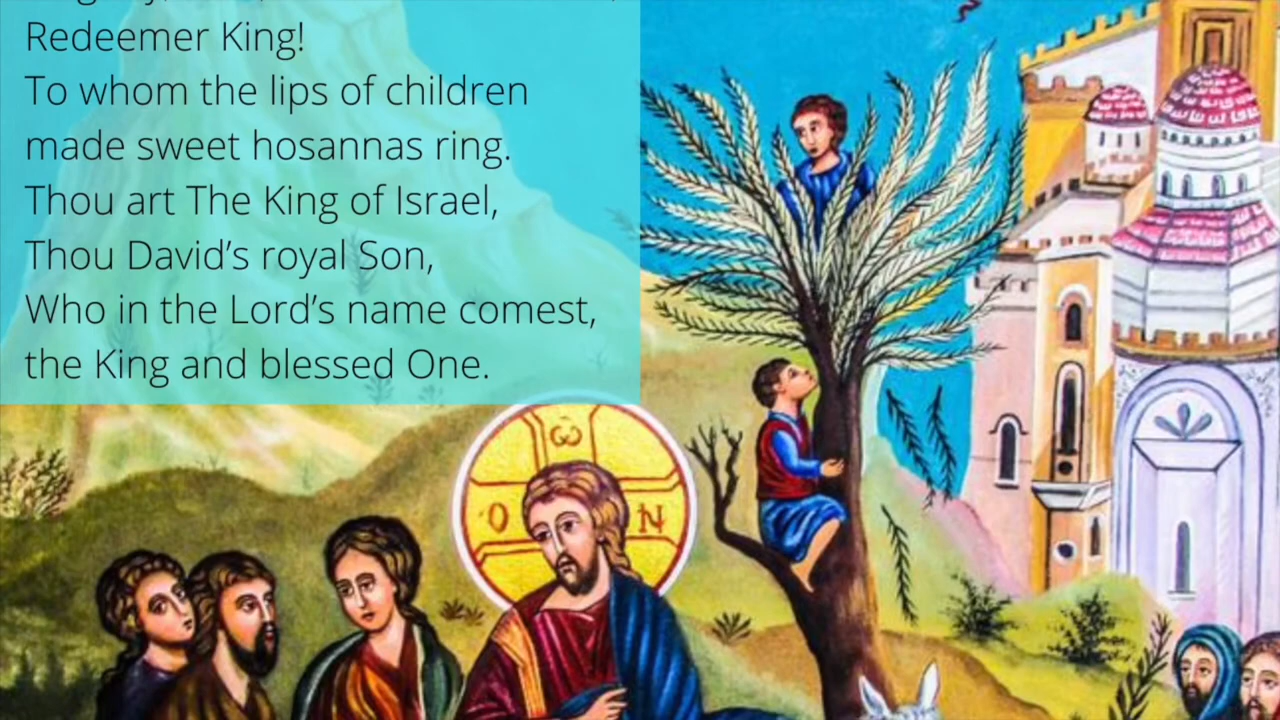 Redeemer King!
To whom the lips of children
made sweet hosannas ring.
Thou art The King of Israel,
Thou David’s royal Son,
Who in the Lord’s name comest,
the King and blessed One.
ω
Ο
Ν